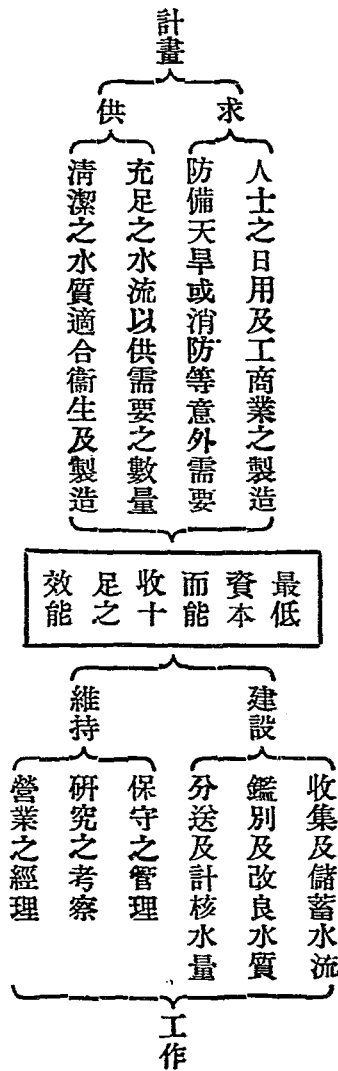 計畫
求
人士之日用及工商業之製造
防備天旱或消防等意外需要
供
充足之水流以供需要之數量
清潔之水質適合衞生及製造
最低
資本
而能
收十
足之
效能
建設
收集及儲蓄水流
鑑別及改良水質
分送及計核水量
維持
保守之管理
研究之考察
營業之經理
工作